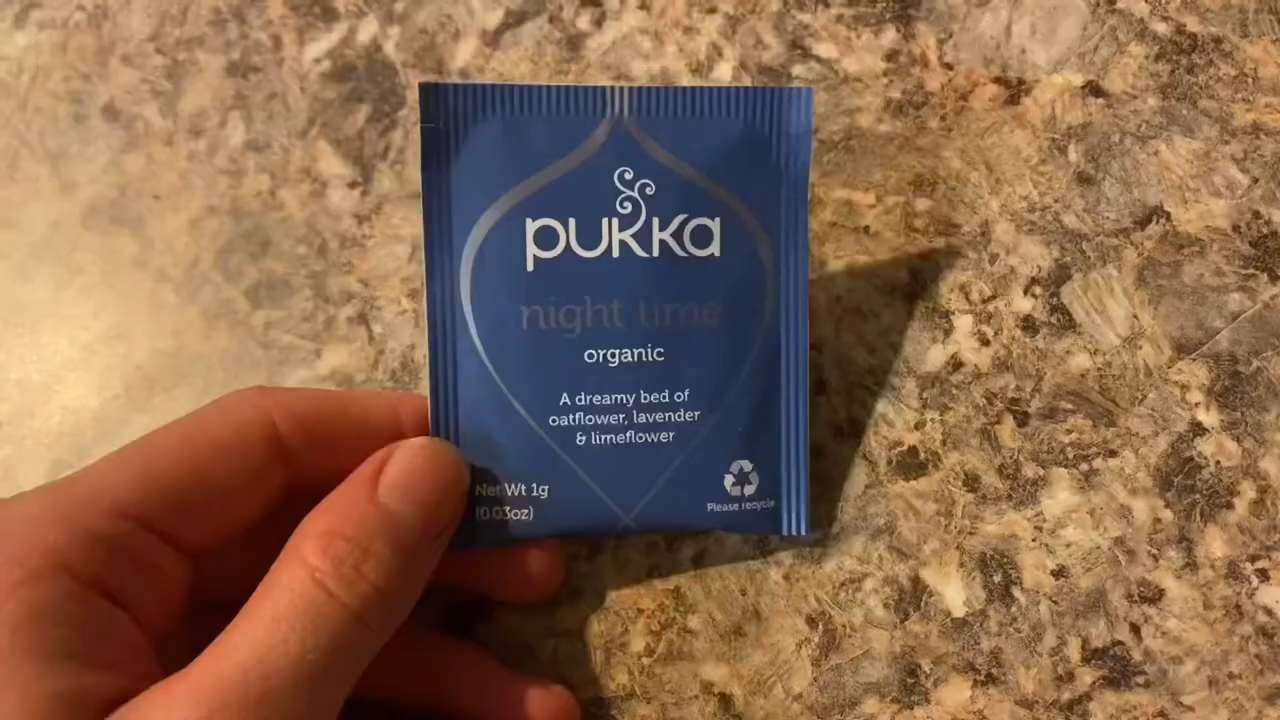 pukka
night time
organic
A dreamy bed of
oatflower, lavender
& limeflower
Net Wt 1g
(0.03oz)
Please recycle